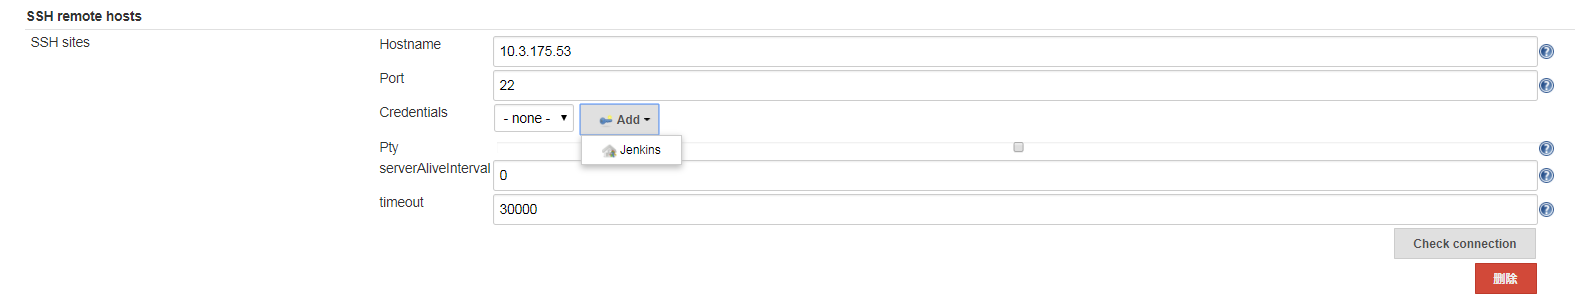 SSH remote hosts
SSH sites
Hostname
10.3.175.53
Port
22
Credentials
- none -
Add
Jenkins
Pty
serverAliveInterval
0
timeout
30000
Check connection
删除